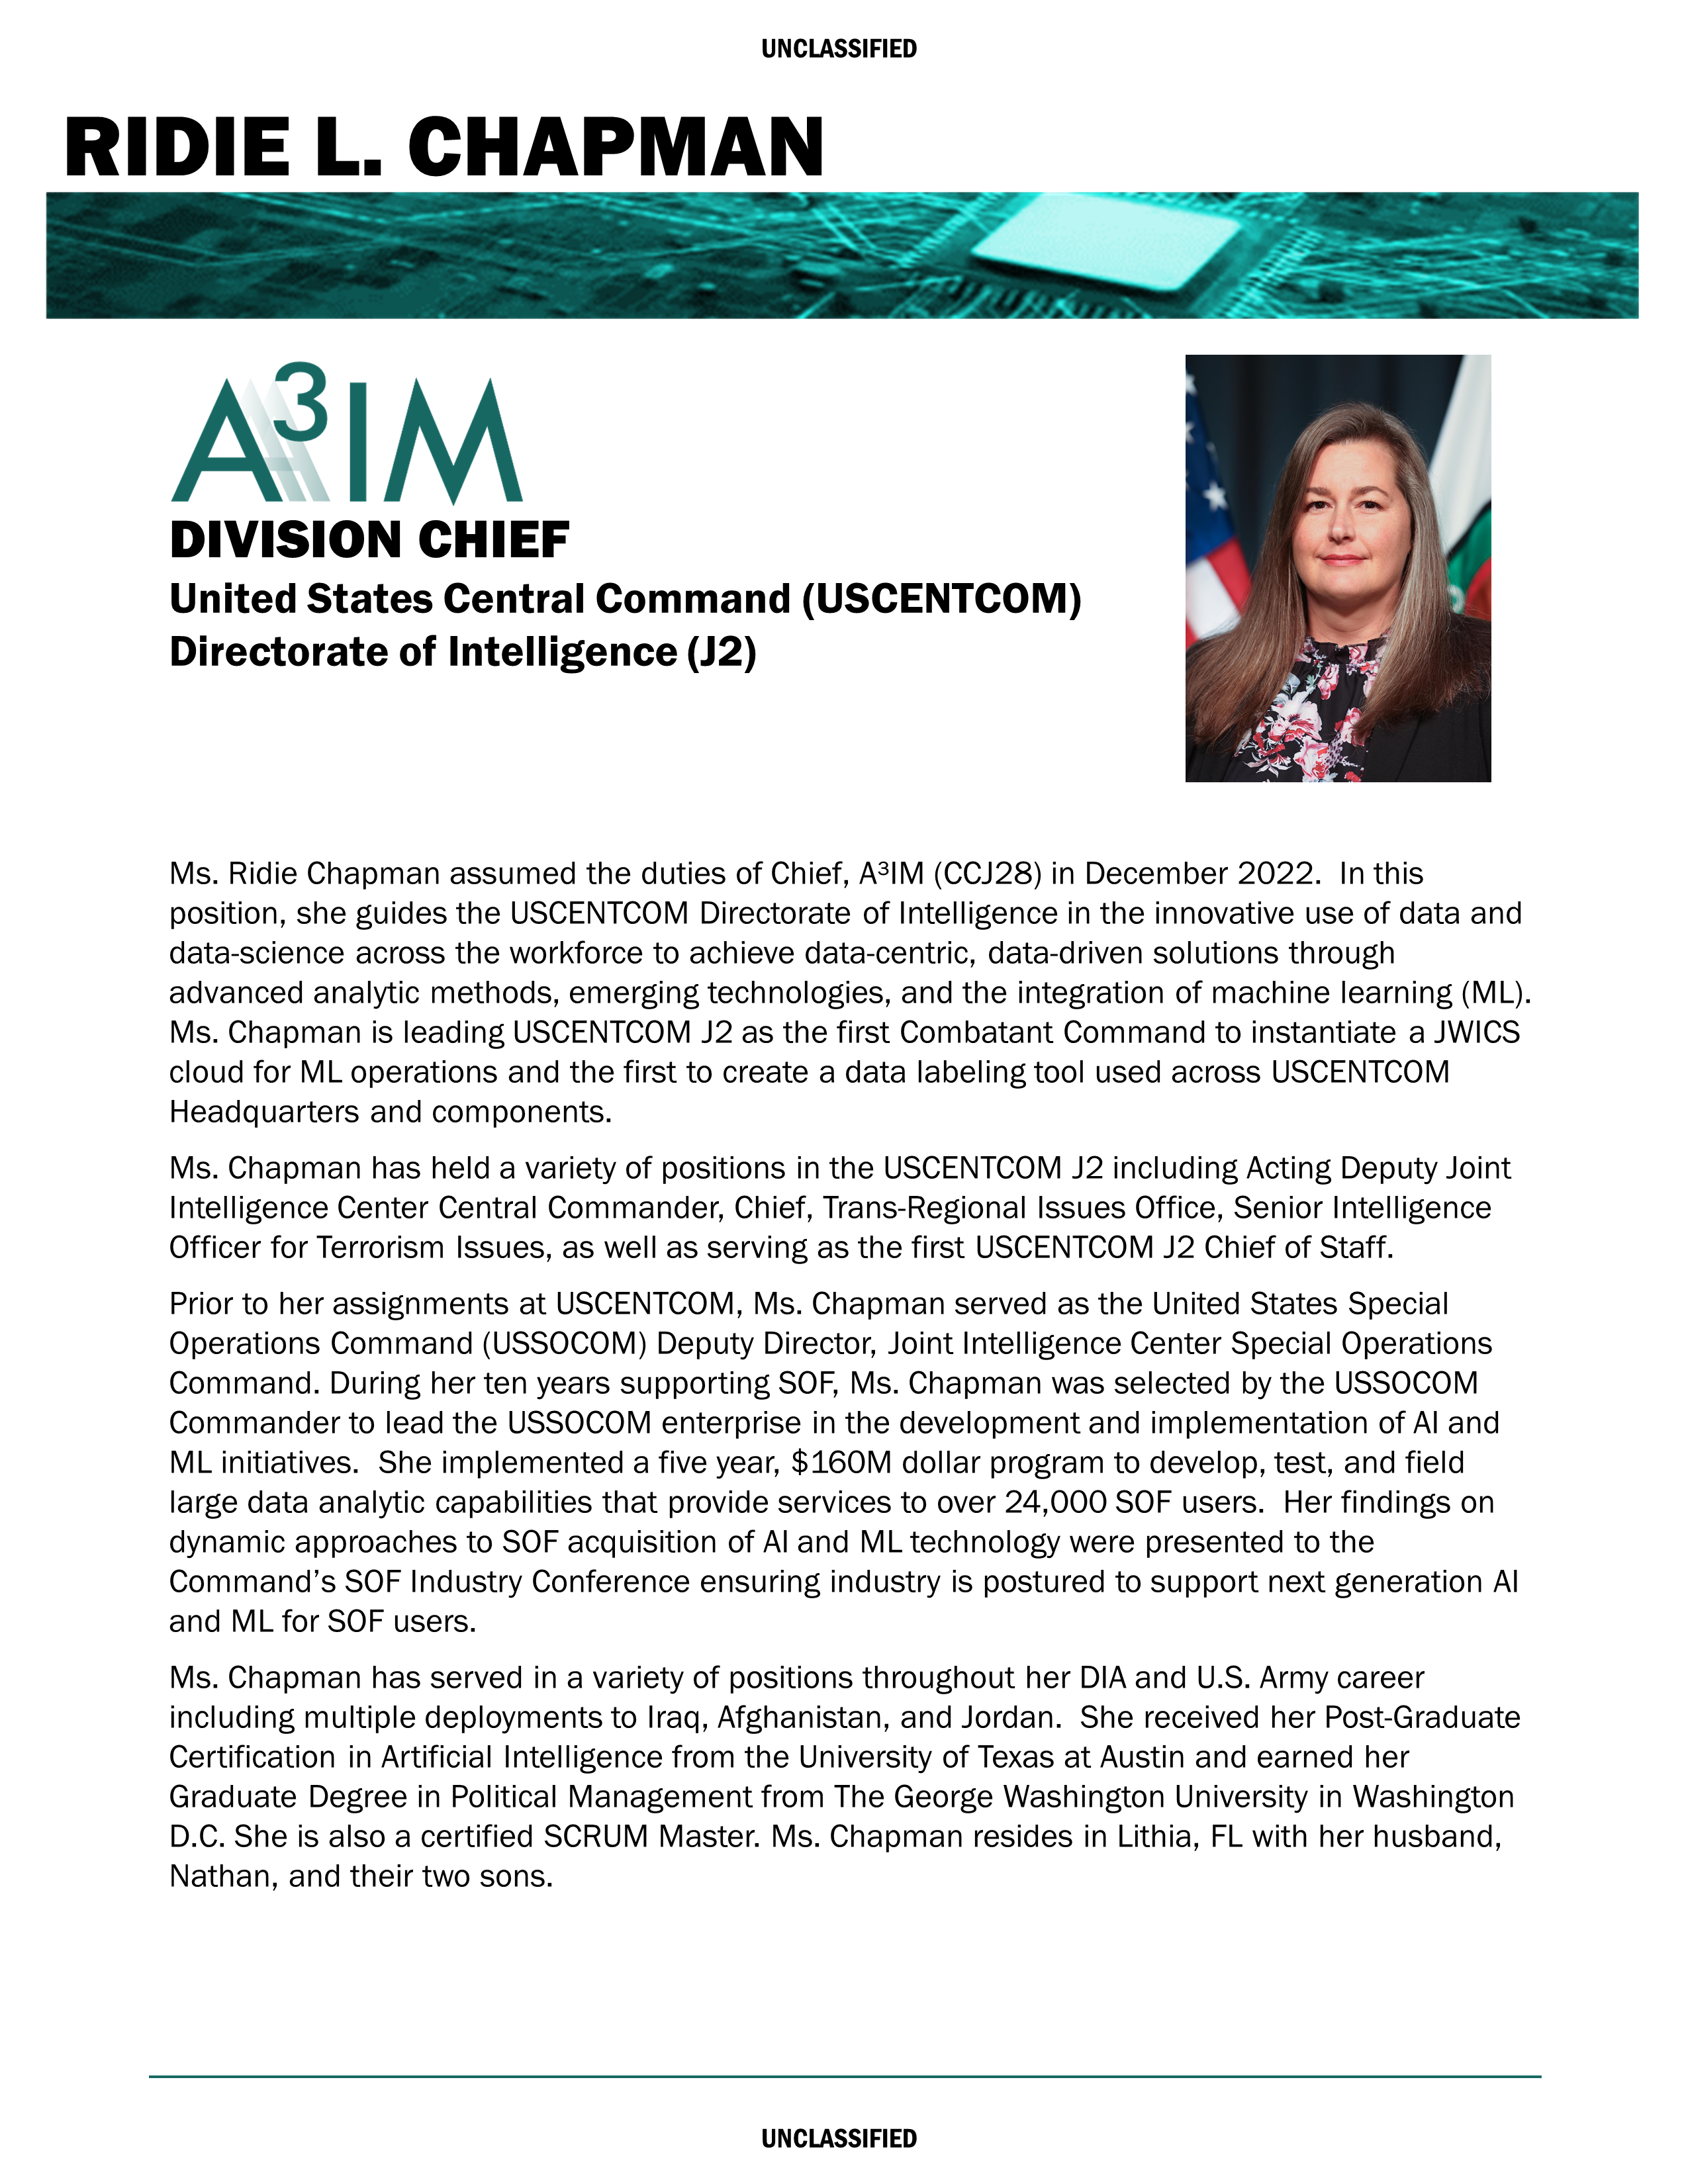 UNCLASSIFIED
RIDIE L. CHAPMAN
A³IM
DIVISION CHIEF
United States Central Command (USCENTCOM)
Directorate of Intelligence (J2)
Ms. Ridie Chapman assumed the duties of Chief, A³IM (CCJ28) in December 2022.  In this
position, she guides the USCENTCOM Directorate of Intelligence in the innovative use of data and
data-science across the workforce to achieve data-centric, data-driven solutions through
advanced analytic methods, emerging technologies, and the integration of machine learning (ML).
Ms. Chapman is leading USCENTCOM J2 as the first Combatant Command to instantiate a JWICS
cloud for ML operations and the first to create a data labeling tool used across USCENTCOM
Headquarters and components.
Ms. Chapman has held a variety of positions in the USCENTCOM J2 including Acting Deputy Joint
Intelligence Center Central Commander, Chief, Trans-Regional Issues Office, Senior Intelligence
Officer for Terrorism Issues, as well as serving as the first USCENTCOM J2 Chief of Staff.
Prior to her assignments at USCENTCOM, Ms. Chapman served as the United States Special
Operations Command (USSOCOM) Deputy Director, Joint Intelligence Center Special Operations
Command. During her ten years supporting SOF, Ms. Chapman was selected by the USSOCOM
Commander to lead the USSOCOM enterprise in the development and implementation of AI and
ML initiatives.  She implemented a five year, $160M dollar program to develop, test, and field
large data analytic capabilities that provide services to over 24,000 SOF users.  Her findings on
dynamic approaches to SOF acquisition of AI and ML technology were presented to the
Command’s SOF Industry Conference ensuring industry is postured to support next generation AI
and ML for SOF users.
Ms. Chapman has served in a variety of positions throughout her DIA and U.S. Army career
including multiple deployments to Iraq, Afghanistan, and Jordan.  She received her Post-Graduate
Certification in Artificial Intelligence from the University of Texas at Austin and earned her
Graduate Degree in Political Management from The George Washington University in Washington
D.C. She is also a certified SCRUM Master. Ms. Chapman resides in Lithia, FL with her husband,
Nathan, and their two sons.
UNCLASSIFIED